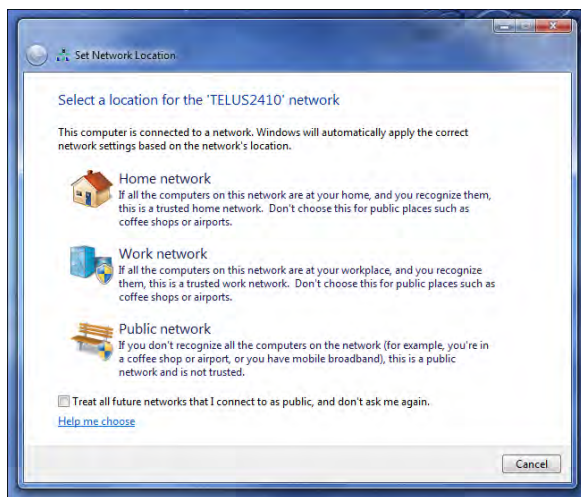 Set Network Location
Select a location for the 'TELUS2410' network
This computer is connected to a network. Windows will automatically apply the correct
network settings based on the network's location.
Home network
If all the computers on this network are at your home, and you recognize them,
this is a trusted home network. Don't choose this for public places such as
coffee shops or airports.
Work network
If all the computers on this network are at your workplace, and you recognize
them, this is a trusted work network. Don't choose this for public places such as
coffee shops or airports.
Public network
If you don't recognize all the computers on the network (for example, you're in
a coffee shop or airport, or you have mobile broadband), this is a public
network and is not trusted.
Treat all future networks that I connect to as public, and don't ask me again.
Help me choose
Cancel